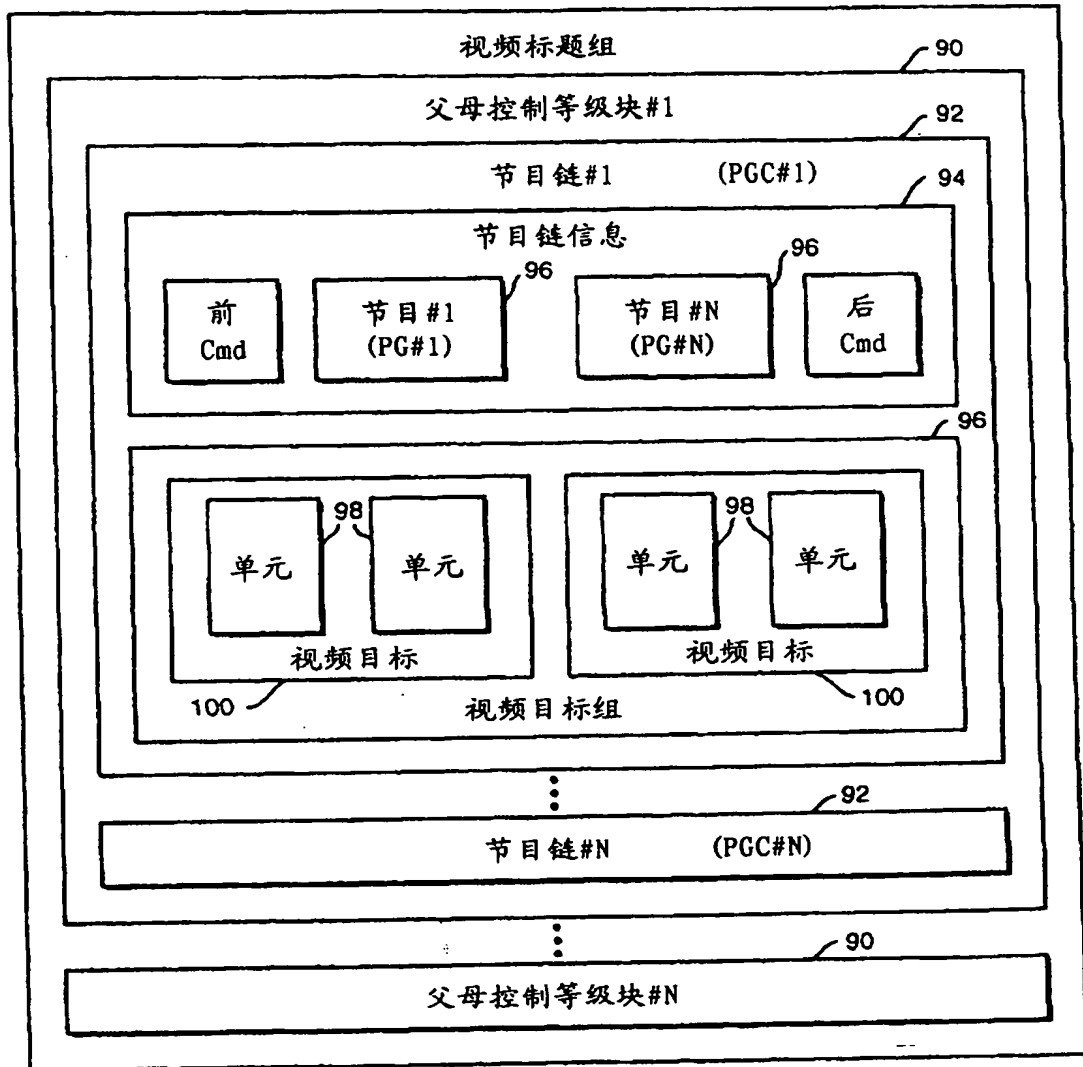 视频标题组
90
父母控制等级块#1
92
节目链#1 (PGC#1)
94
节目链信息
96
96
前
Cmd
节目#1
(PG#1)
节目#N
(PG#N)
后
Cmd
96
98
98
单元
单元
单元
单元
视频目标
视频目标
100
100
视频目标组
92
节目链#N (PGC#N)
90
父母控制等级块#N